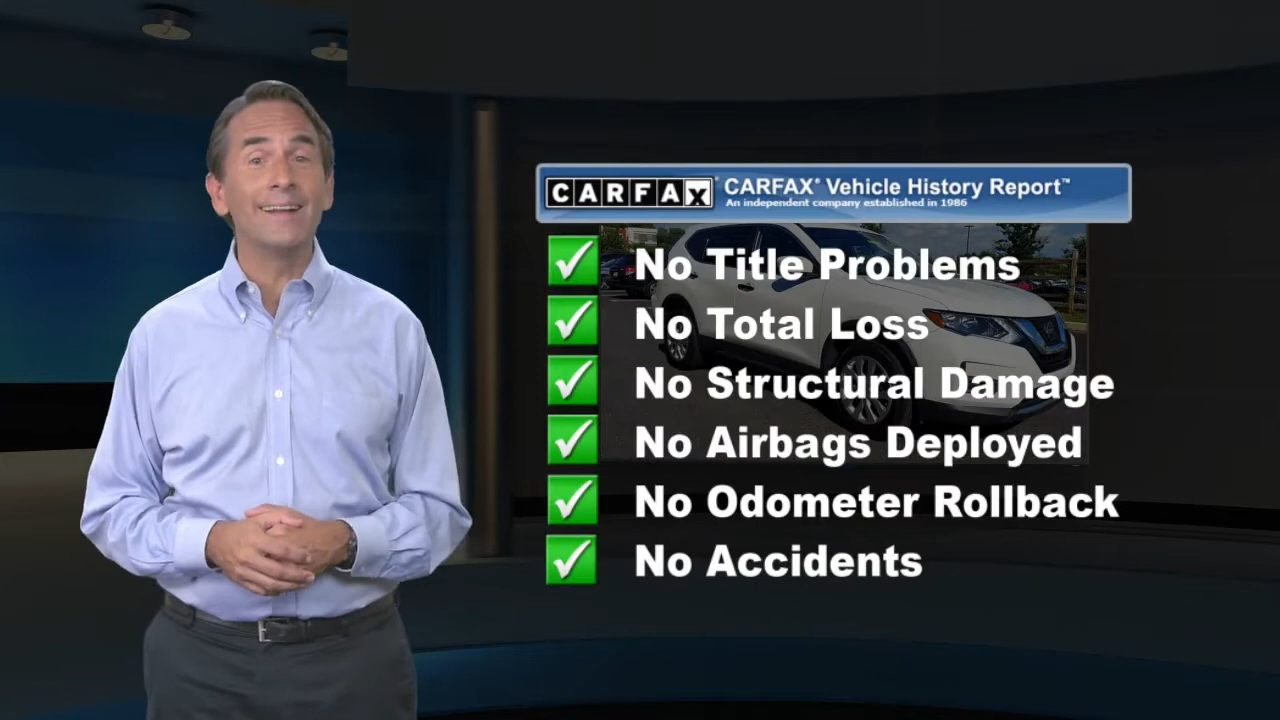 CARFAX® CARFAX® Vehicle History Report™
An independent company established in 1986
No Title Problems
No Total Loss
No Structural Damage
No Airbags Deployed
No Odometer Rollback
No Accidents